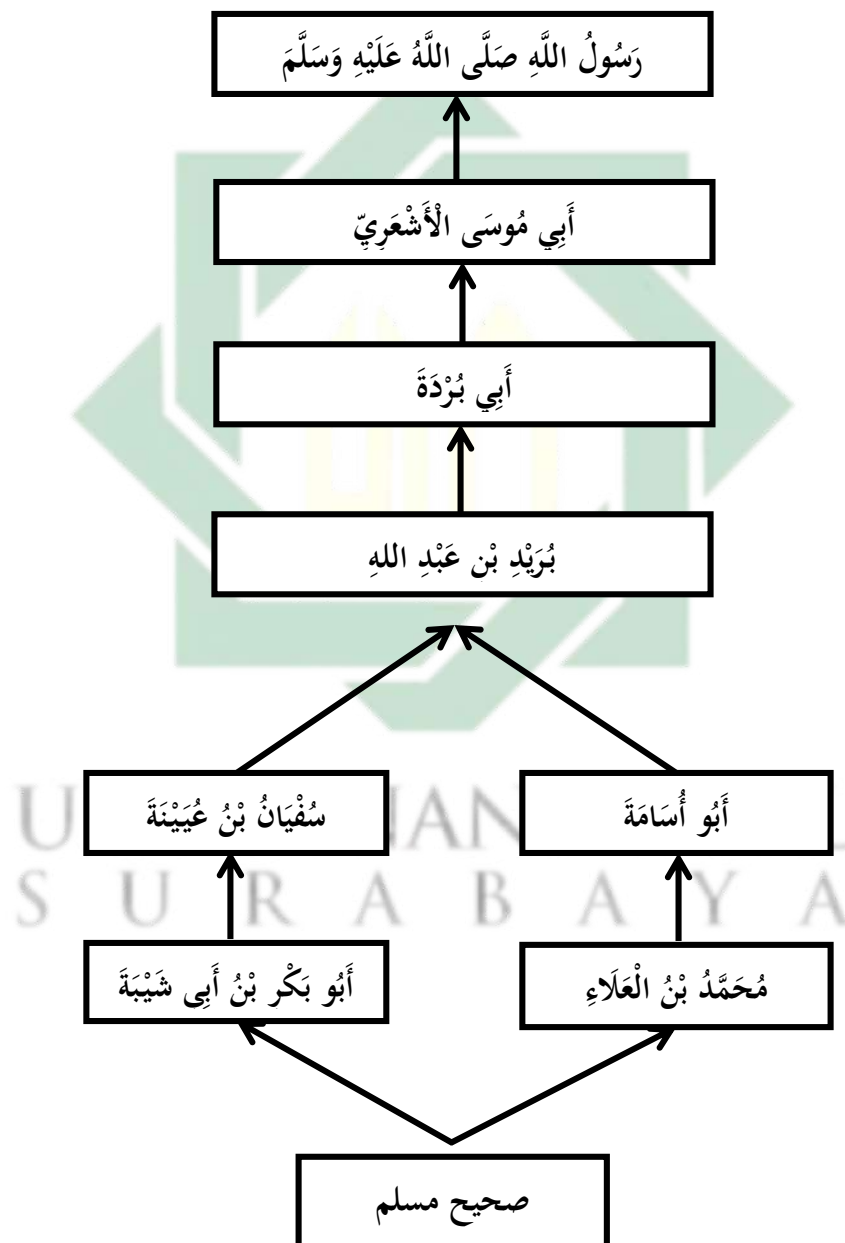 رَسُولُ اللَّهِ صَلَّى اللَّهُ عَلَيْهِ وَسَلَّمَ
أَبِي مُوسَى الْأَشْعَرِيِّ
أَبِي بُرْدَةَ
بُرَيْدِ بْنِ عَبْدِ اللهِ
سُفْيَانُ بْنُ عُيَيْنَةَ
أَبُو أُسَامَةَ
S U R A B A Y A
أَبُو بَكْرِ بْنُ أَبِى شَيْبَةَ
مُحَمَّدُ بْنُ الْعَلَاءِ
صحيح مسلم